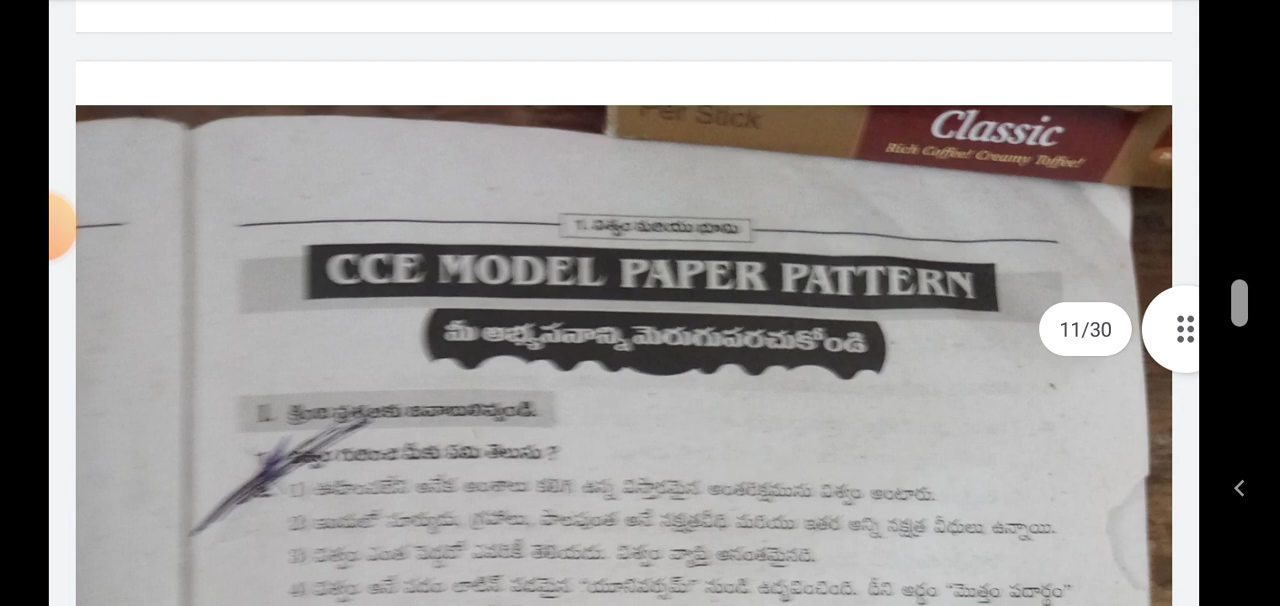 Per Stick
Classic
Rich Coffee! Creamy Toffee!
1. విశ్వం మరియు భూమి
CCE MODEL PAPER PATTERN
మీ అభ్యసనాన్ని మెరుగుపరచుకోండి
11/30
II. క్రింది ప్రశ్నలకు జవాబులివ్వండి.
గురించి మీకు ఏమి తెలుసు ?
1) ఊహించలేని అనేక అంశాలు కలిగి ఉన్న విస్తారమైన అంతరిక్షమును విశ్వం అంటారు.
2) ఇందులో సూర్యుడు, గ్రహాలు, పాలపుంత అనే నక్షత్రవీధి మరియు ఇతర అన్ని నక్షత్ర వీధులు ఉన్నాయి.
3) విశ్వం ఎంత పెద్దదో ఎవరికీ తెలియదు. విశ్వం వ్యాప్తి అనంతమైనది.
4) విశ్వం అనే పదం లాటిన్ పదమైన “యూనివర్సమ్” నుండి ఉద్భవించింది. దీని అర్థం “మొత్తం పదార్థం”